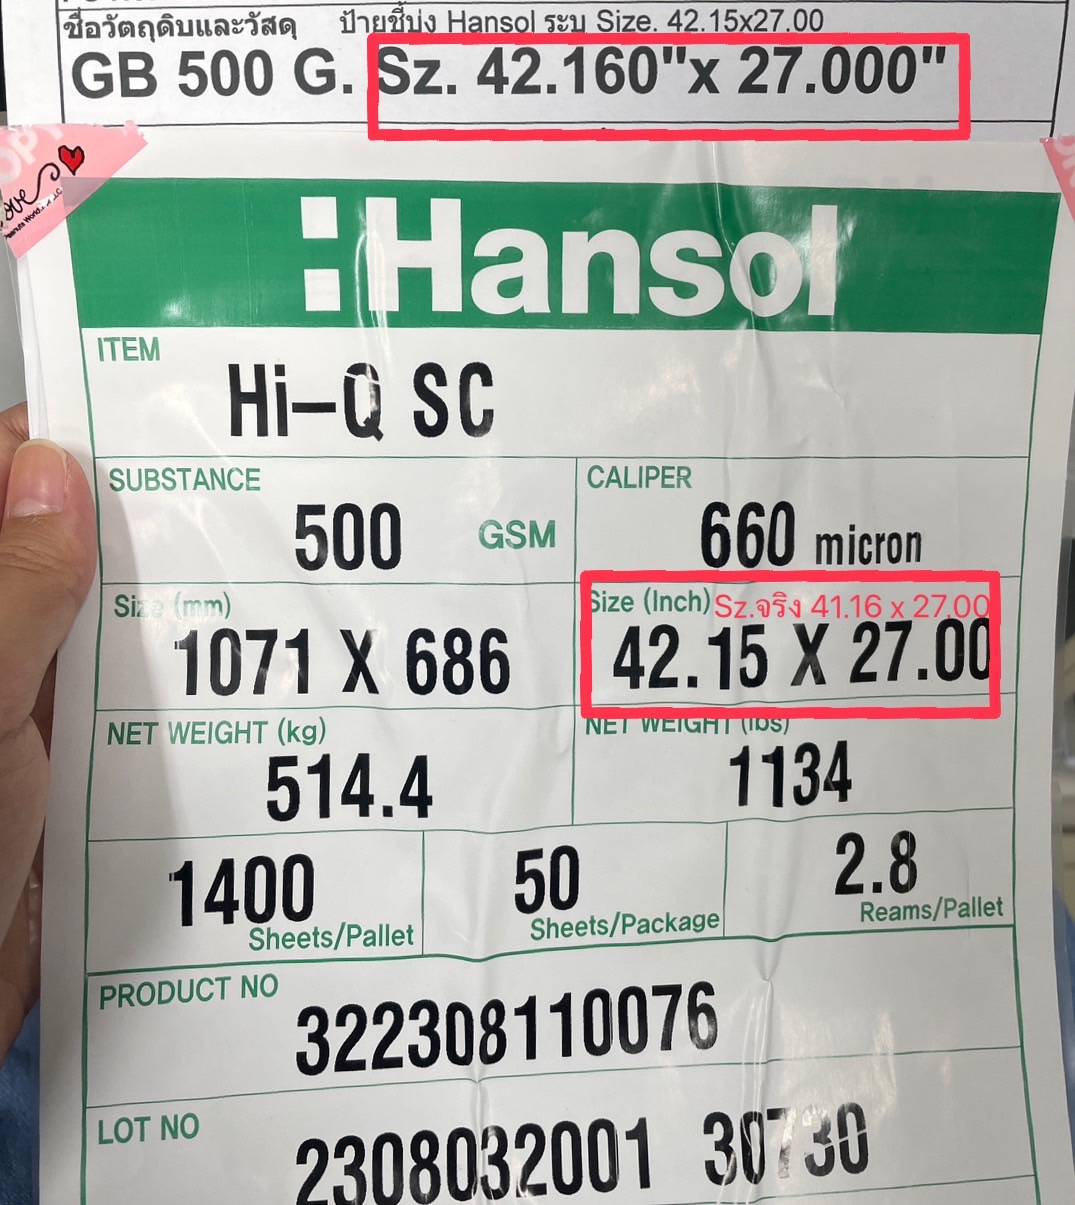 ชื่อวัตถุดิบและวัสดุ ป้ายชี้บ่ง Hansol ระบุ Size. 42.15x27.00
GB 500 G. Sz. 42.160"x 27.000"
Love
Hansol
ITEM
Hi-Q SC
SUBSTANCE
500 GSM
CALIPER
660 micron
Size (mm)
1071 X 686
Size (Inch) Sz.จริง 41.16 x 27.00
42.15 X 27.00
NET WEIGHT (kg)
514.4
NET WEIGHT (lbs)
1134
1400 Sheets/Pallet
50 Sheets/Package
2.8 Reams/Pallet
PRODUCT NO
322308110076
LOT NO
2308032001 30730